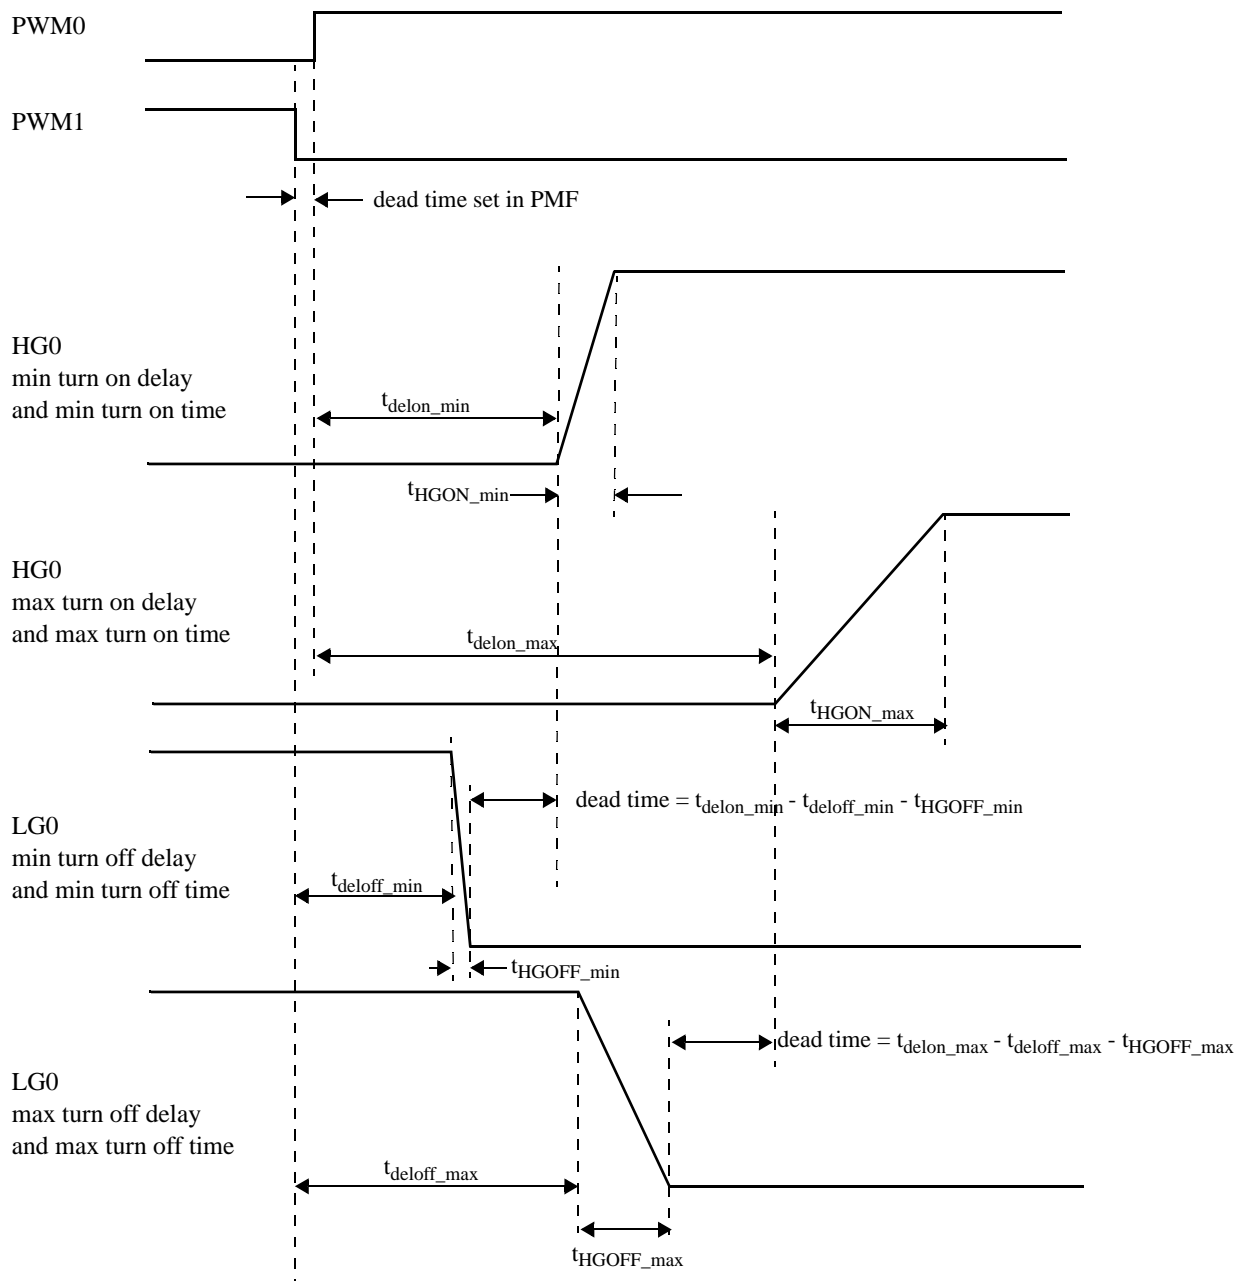 PWM0
PWM1
dead time set in PMF
HG0
min turn on delay
and min turn on time
tdelon_min
tHGON_min
HG0
max turn on delay
and max turn on time
tdelon_max
tHGON_max
dead time = tdelon_min - tdeloff_min - tHGOFF_min
LG0
min turn off delay
and min turn off time
tdeloff_min
tHGOFF_min
dead time = tdelon_max - tdeloff_max - tHGOFF_max
LG0
max turn off delay
and max turn off time
tdeloff_max
tHGOFF_max